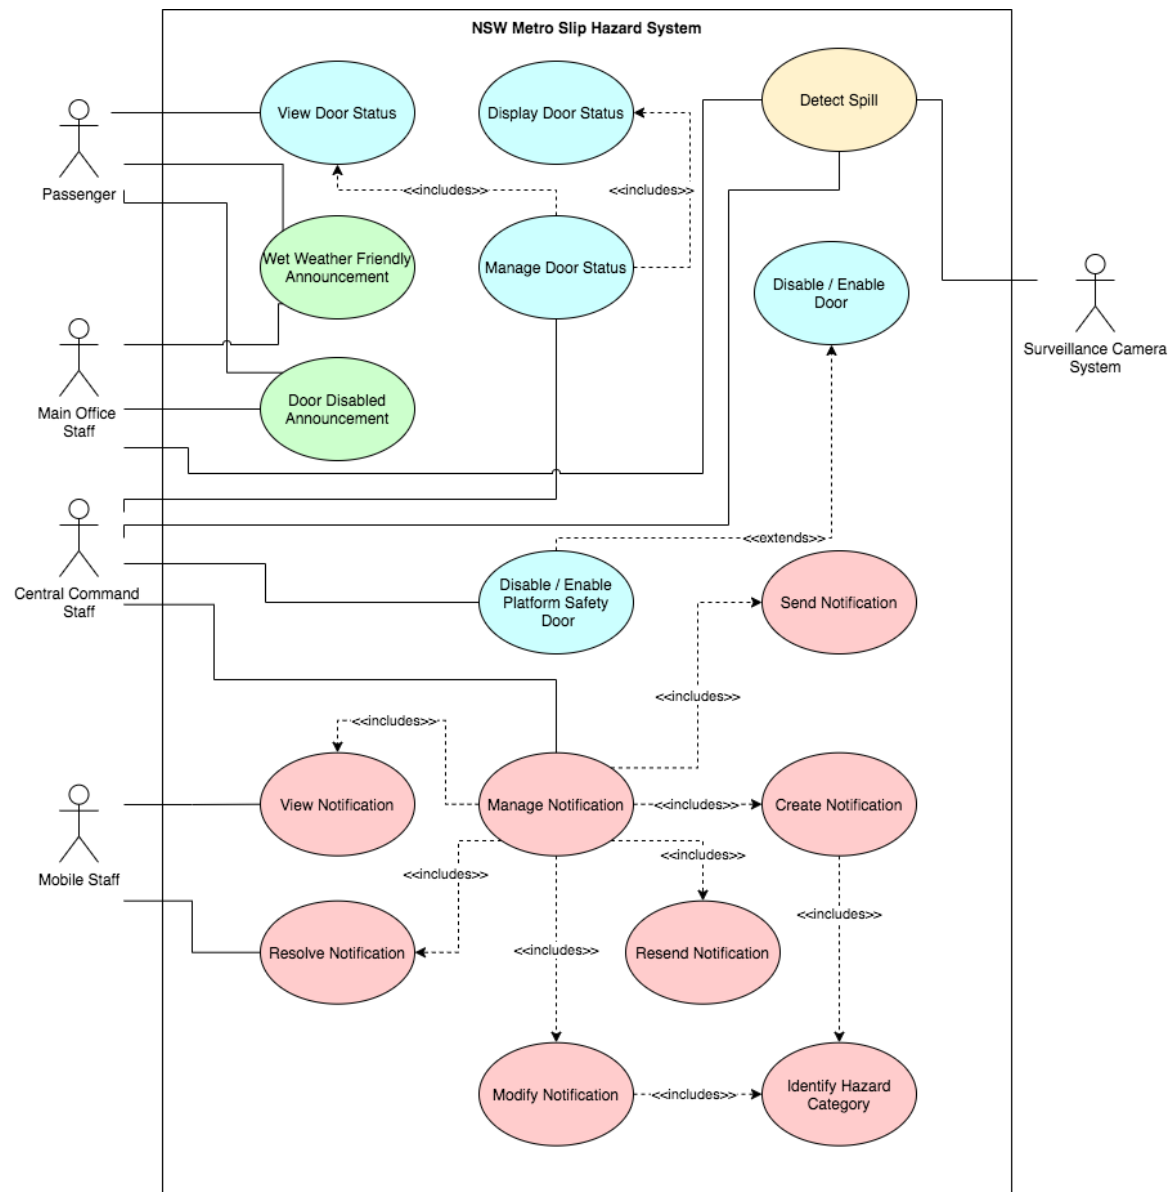 NSW Metro Slip Hazard System
View Door Status
Display Door Status
Detect Spill
Passenger
<<includes>>
<<includes>>
Wet Weather Friendly
Announcement
Manage Door Status
Disable / Enable
Door
Surveillance Camera
System
Main Office
Staff
Door Disabled
Announcement
<<extends>>
Central Command
Staff
Disable / Enable
Platform Safety
Door
Send Notification
<<includes>>
<<includes>>
View Notification
Manage Notification
<<includes>>
Create Notification
Mobile Staff
<<includes>>
<<includes>>
<<includes>>
<<includes>>
Resolve Notification
Resend Notification
Modify Notification
<<includes>>
Identify Hazard
Category